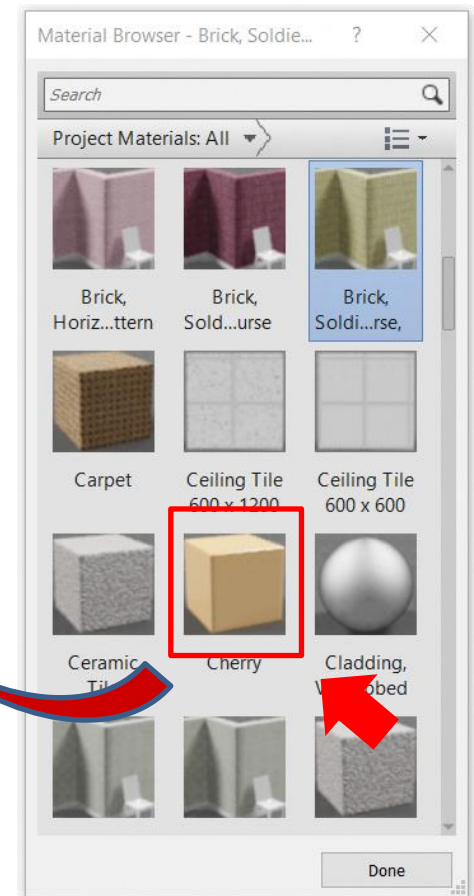 Material Browser - Brick, Soldie... ? ×
Search
Project Materials: All
Brick,
Horiz...ttern
Brick,
Sold...urse
Brick,
Soldi...rse,
Carpet
Ceiling Tile
600 x 1200
Ceiling Tile
600 x 600
Ceramic
Cherry
Cladding,
Done